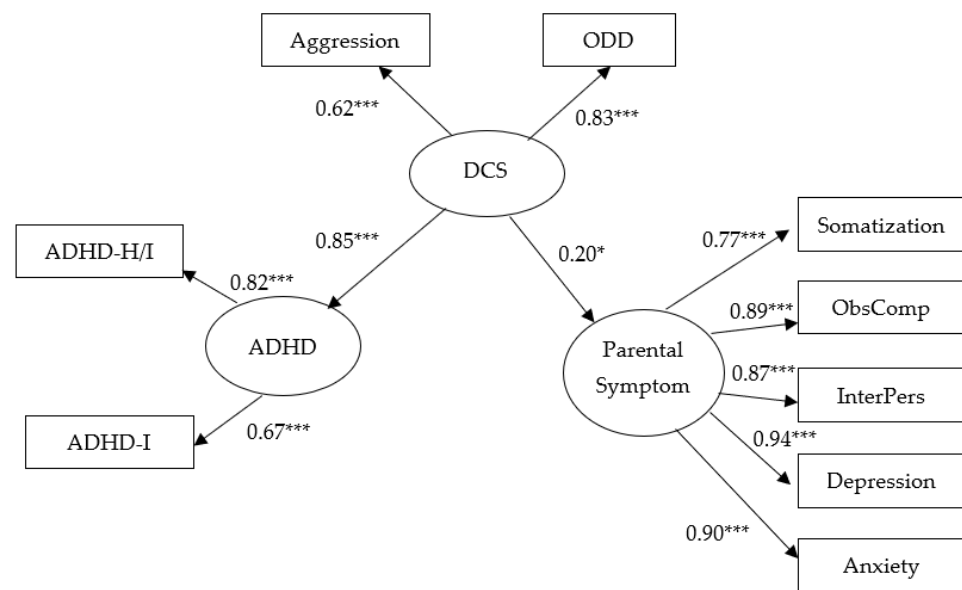 Aggression
ODD
0.62***
0.83***
DCS
ADHD-H/I
0.85***
0.20*
0.77***
Somatization
0.82***
0.89***
ObsComp
ADHD
Parental
Symptom
0.87***
InterPers
ADHD-I
0.67***
0.94***
Depression
0.90***
Anxiety